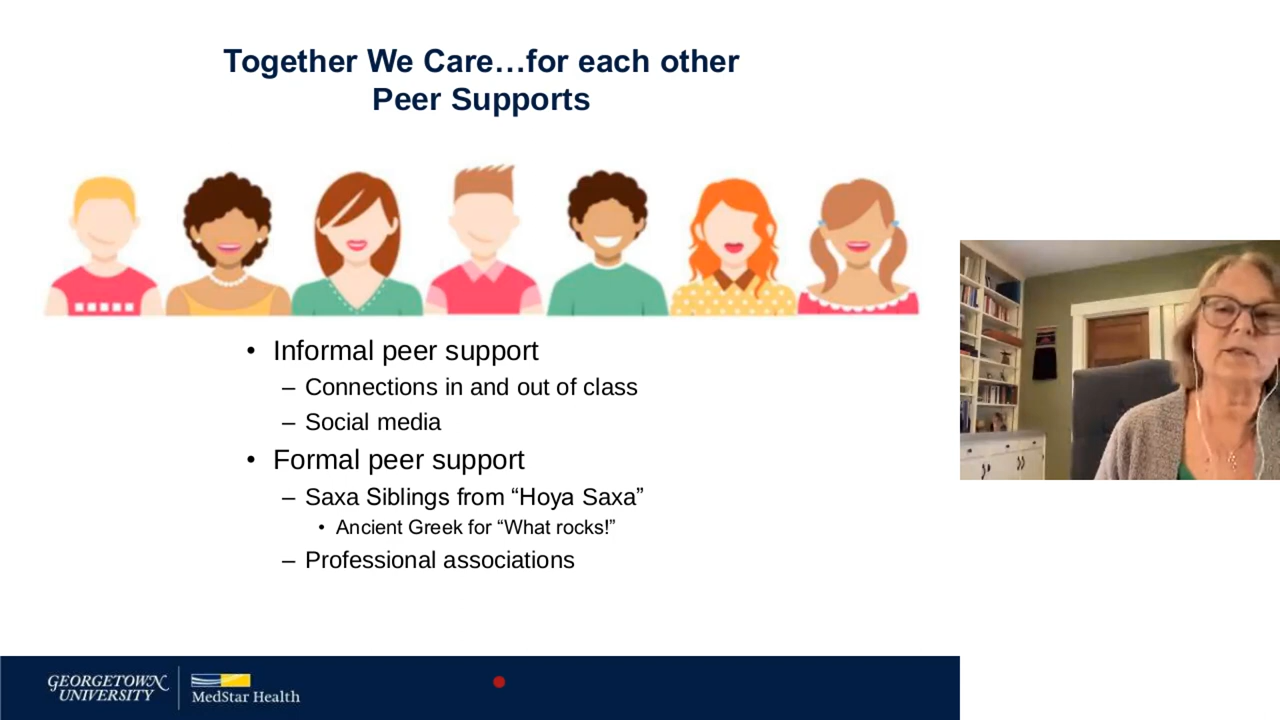 Together We Care…for each other
Peer Supports
• Informal peer support
– Connections in and out of class
– Social media
• Formal peer support
– Saxa Siblings from “Hoya Saxa”
• Ancient Greek for “What rocks!”
– Professional associations
GEORGETOWN
UNIVERSITY
MedStar Health